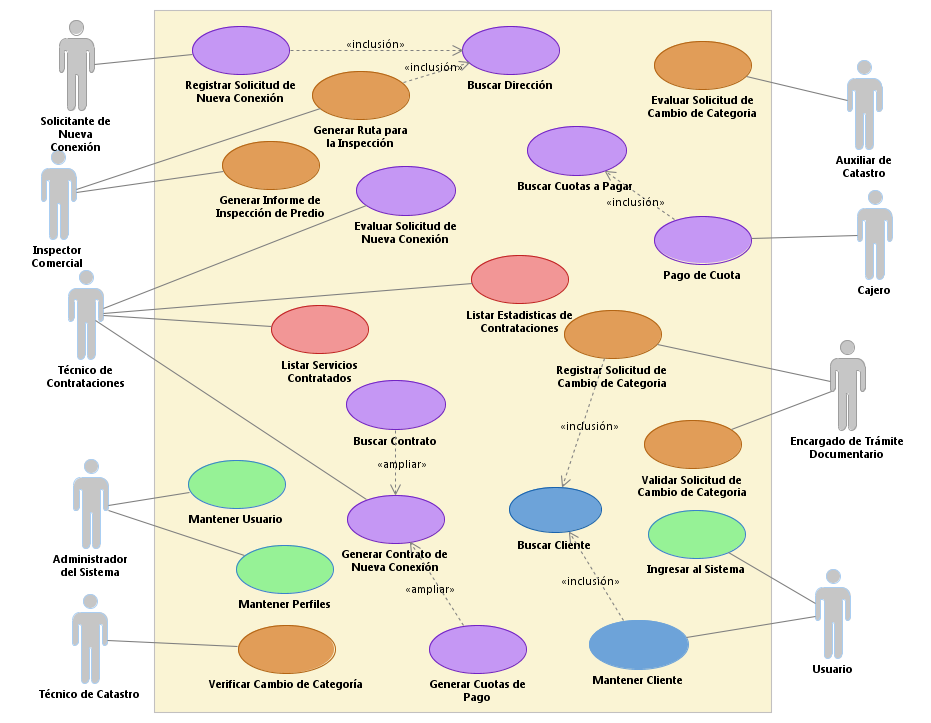 «inclusión»
Registrar Solicitud de
Nueva Conexión
Buscar Dirección
«inclusión»
Evaluar Solicitud de
Cambio de Categoría
Solicitante de
Nueva
Conexión
Generar Ruta para
la Inspección
Auxiliar de
Catastro
Buscar Cuotas a Pagar
Generar Informe de
Inspección de Predio
«inclusión»
Evaluar Solicitud de
Nueva Conexión
Inspector
Comercial
Pago de Cuota
Cajero
Listar Estadísticas de
Contrataciones
Listar Servicios
Contratados
Técnico de
Contrataciones
Registrar Solicitud de
Cambio de Categoría
«inclusión»
Buscar Contrato
Encargado de Trámite
Documentario
«ampliar»
Validar Solicitud de
Cambio de Categoría
Mantener Usuario
Buscar Cliente
Generar Contrato de
Nueva Conexión
Administrador
del Sistema
Ingresar al Sistema
«inclusión»
«ampliar»
Mantener Perfiles
Usuario
Técnico de Catastro
Verificar Cambio de Categoría
Generar Cuotas de
Pago
Mantener Cliente